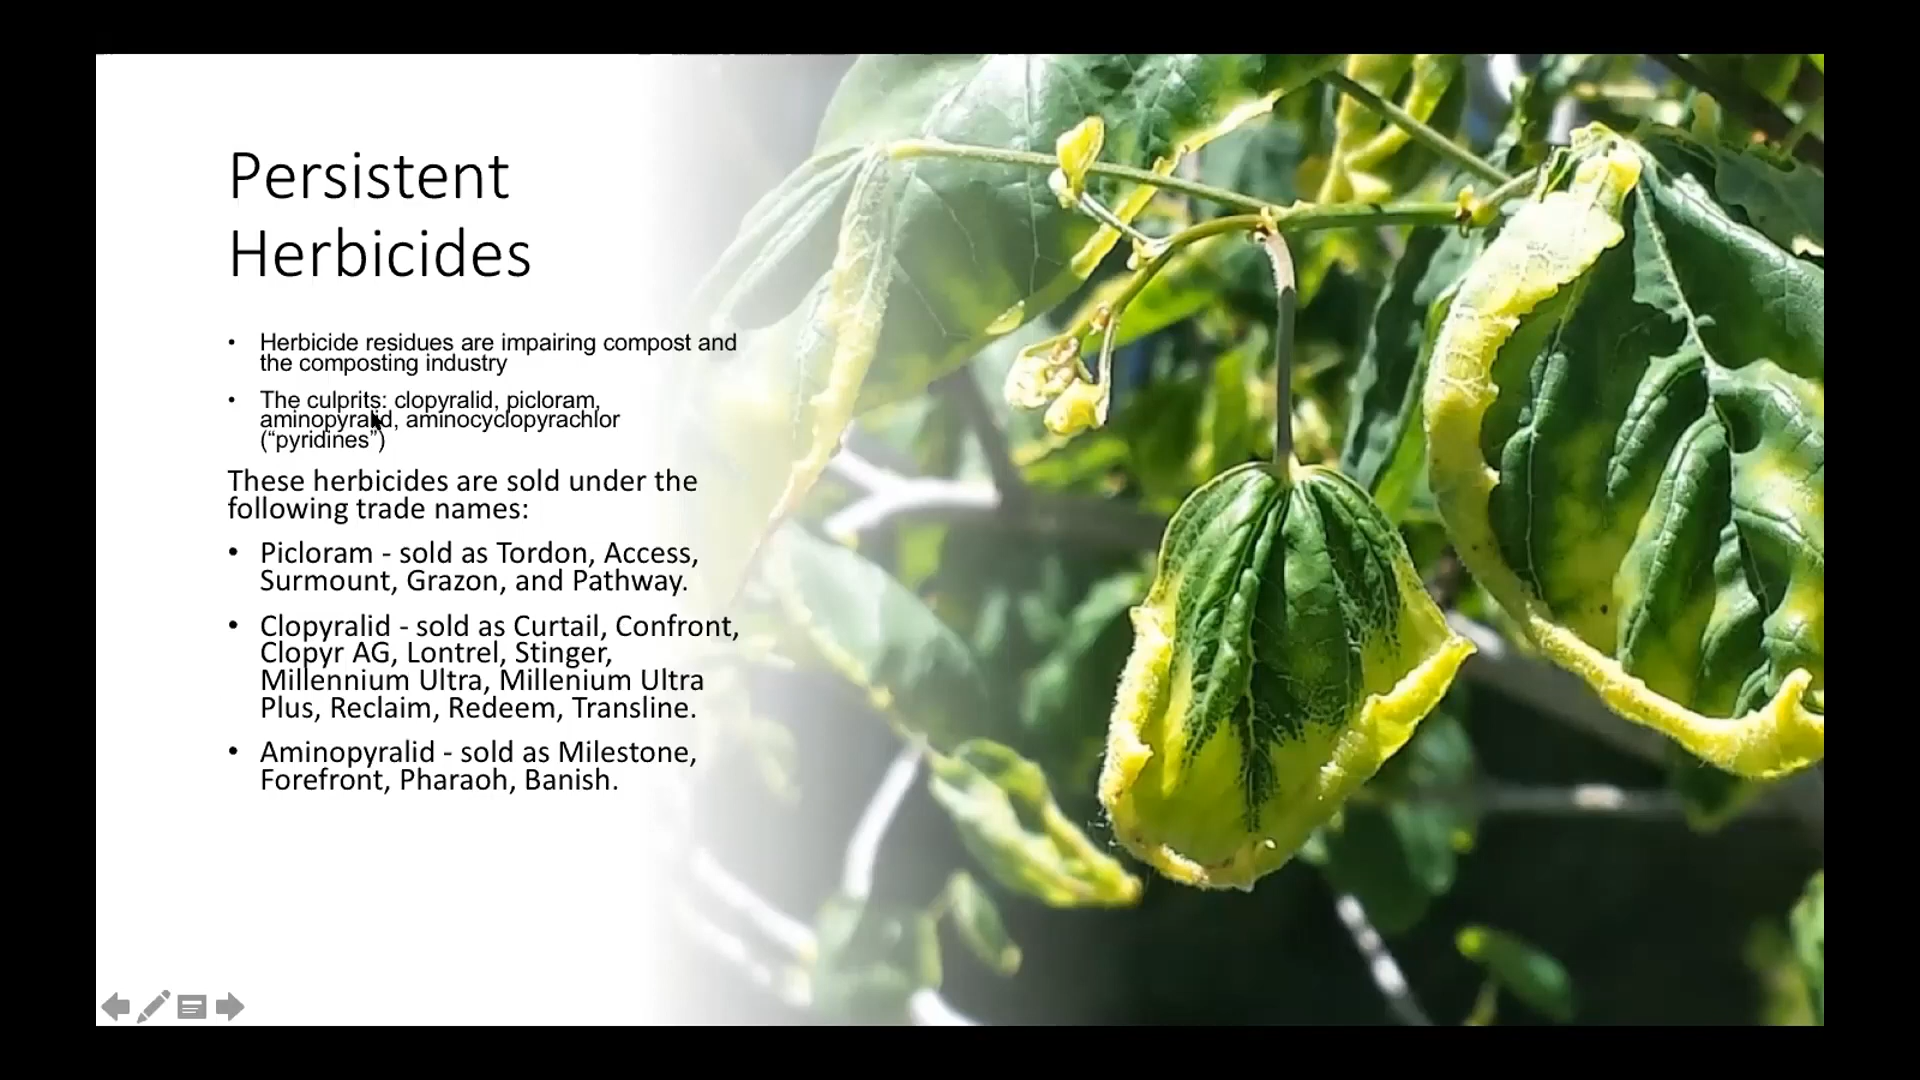 Persistent
Herbicides
• Herbicide residues are impairing compost and
the composting industry
• The culprits: clopyralid, picloram,
aminopyralid, aminocyclopyrachlor
(“pyridines”)
These herbicides are sold under the
following trade names:
• Picloram - sold as Tordon, Access,
Surmount, Grazon, and Pathway.
• Clopyralid - sold as Curtail, Confront,
Clopyr AG, Lontrel, Stinger,
Millennium Ultra, Millenium Ultra
Plus, Reclaim, Redeem, Transline.
• Aminopyralid - sold as Milestone,
Forefront, Pharaoh, Banish.